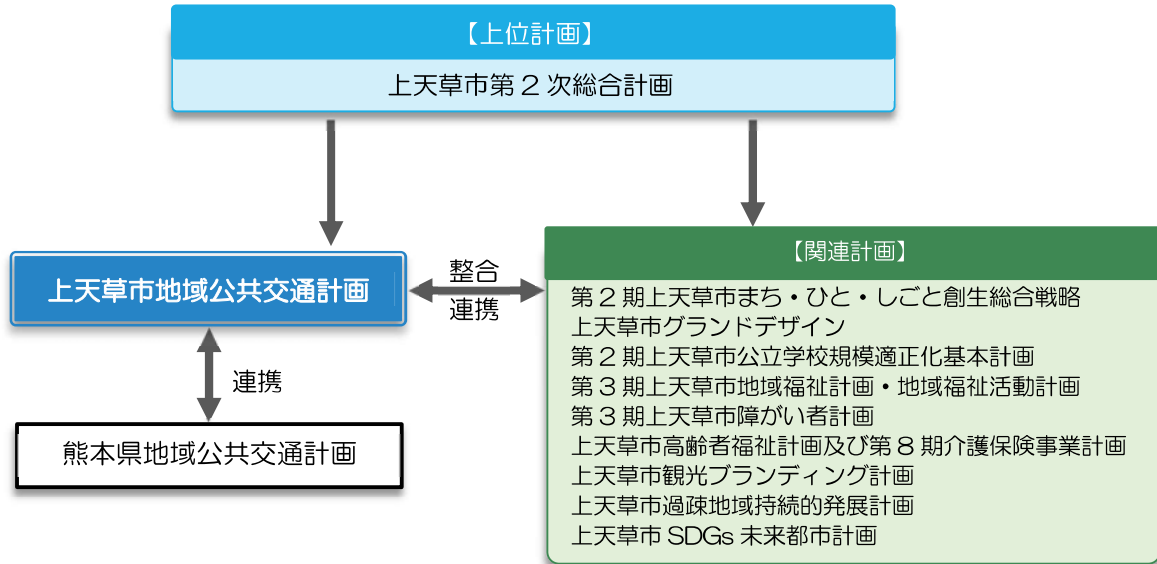 【上位計画】
上天草市第2次総合計画
上天草市地域公共交通計画
整合
連携
連携
熊本県地域公共交通計画
【関連計画】
第2期上天草市まち・ひと・しごと創生総合戦略
上天草市グランドデザイン
第2期上天草市公立学校規模適正化基本計画
第3期上天草市地域福祉計画・地域福祉活動計画
第3期上天草市障がい者計画
上天草市高齢者福祉計画及び第8期介護保険事業計画
上天草市観光ブランディング計画
上天草市過疎地域持続的発展計画
上天草市 SDGs 未来都市計画